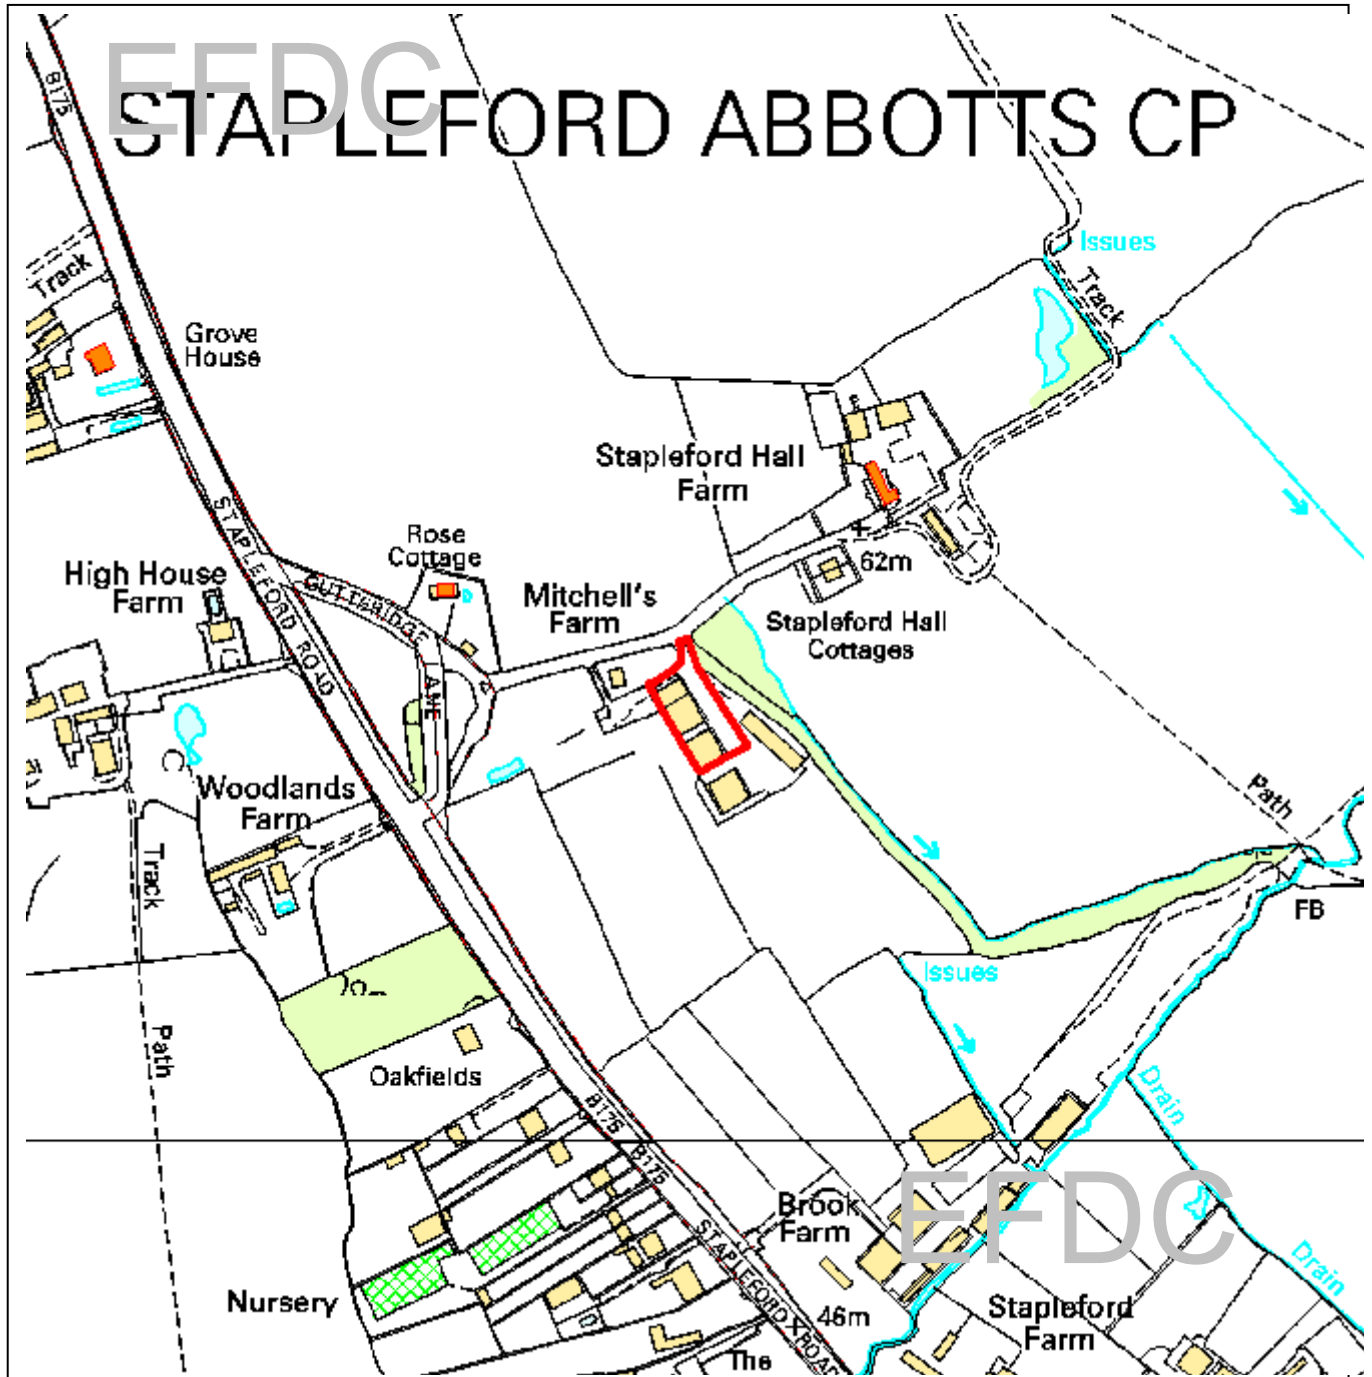 EFDC
STAPLEFORD ABBOTTS CP
B175
Issues
Track
Track
Grove
House
Stapleford Hall
Farm
STAPLEFORD ROAD
Rose
Cottage
62m
High House
Farm
GUTTERIDGE LANE
Mitchell's
Farm
Stapleford Hall
Cottages
Woodlands
Farm
Path
Track
FB
Issues
Path
Oakfields
Drain
B175
B175
EFDC
Brook
Farm
STAPLEFORD ROAD
Drain
Nursery
46m
Stapleford
Farm
The